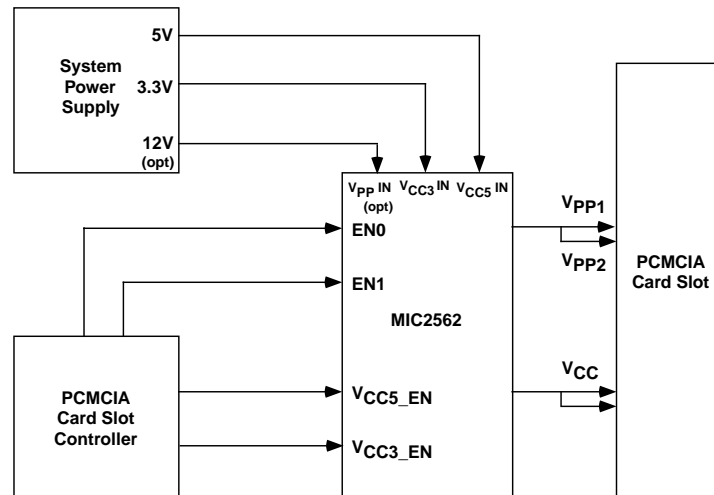 System
Power
Supply
5V
3.3V
12V
(opt)
VPP IN
(opt)
VCC3 IN
VCC5 IN
EN0
EN1
MIC2562
VCC5_EN
VCC3_EN
VPP1
VPP2
VCC
PCMCIA
Card Slot
PCMCIA
Card Slot
Controller